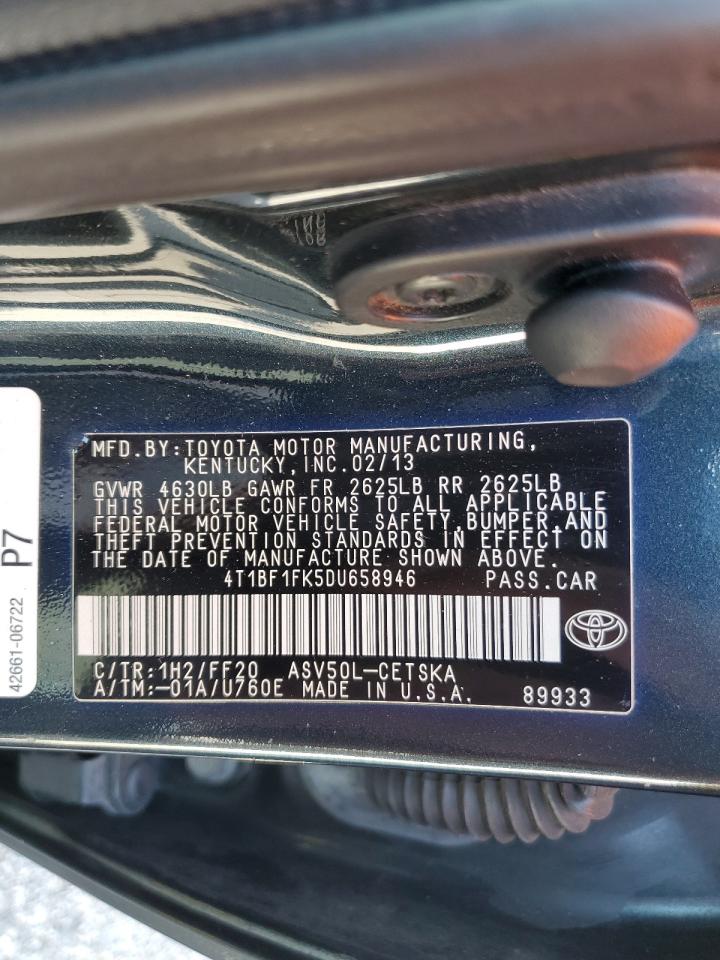 MFD.BY:TOYOTA MOTOR MANUFACTURING,
KENTUCKY,INC.02/13
GVWR 4630LB GAWR FR 2625LB RR 2625LB
THIS VEHICLE CONFORMS TO ALL APPLICABLE
FEDERAL MOTOR VEHICLE SAFETY,BUMPER,AND
THEFT PREVENTION STANDARDS IN EFFECT ON
THE DATE OF MANUFACTURE SHOWN ABOVE.
4T1BF1FK5DU658946 PASS.CAR
C/TR:1H2/FF20 ASV50L-CETSKA
A/TM:-01A/U760E MADE IN U.S.A. 89933
P7
42661-06722